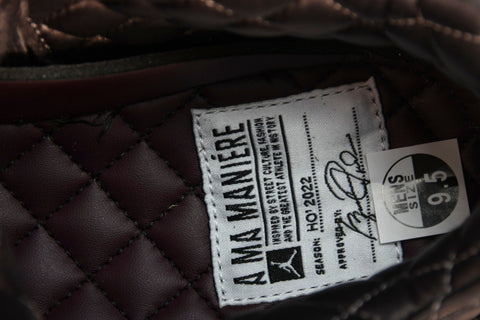 A MA MANIÉRE
INSPIRED BY STREET CULTURE, FASHION
AND THE GREATEST ATHLETE IN HISTORY
SEASON: HO' 2022
APPROVED BY:
MENS
SIZE
9.5